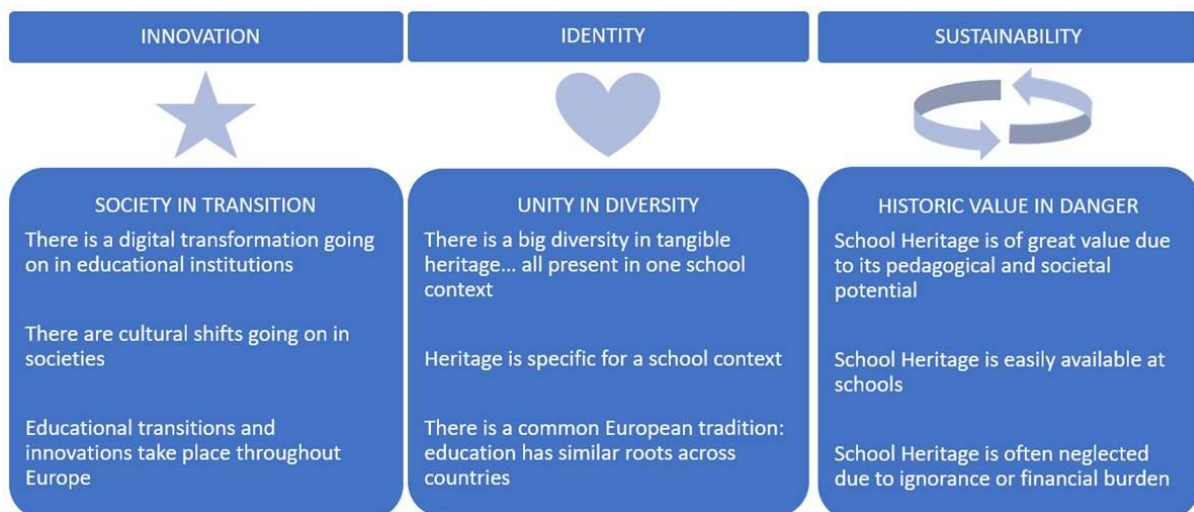 INNOVATION
SOCIETY IN TRANSITION
There is a digital transformation going
on in educational institutions
There are cultural shifts going on in
societies
Educational transitions and
innovations take place throughout
Europe
IDENTITY
UNITY IN DIVERSITY
There is a big diversity in tangible
heritage... all present in one school
context
Heritage is specific for a school context
There is a common European tradition:
education has similar roots across
countries
SUSTAINABILITY
HISTORIC VALUE IN DANGER
School Heritage is of great value due
to its pedagogical and societal
potential
School Heritage is easily available at
schools
School Heritage is often neglected
due to ignorance or financial burden